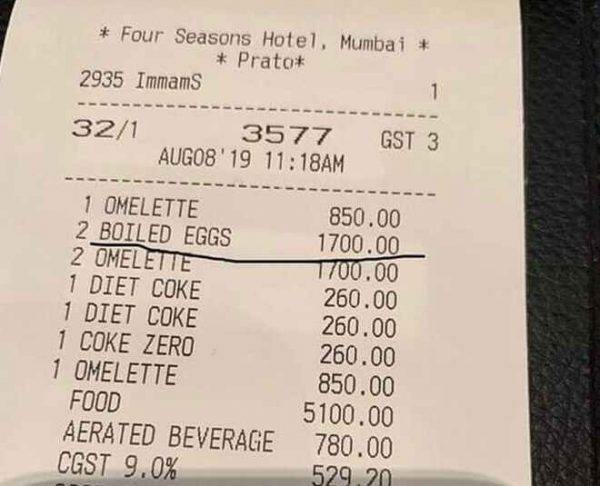 * Four Seasons Hotel, Mumbai *
* Prato*
2935 ImmamS 1
32/1 3577 GST 3
AUG08'19 11:18AM
1 OMELETTE 850.00
2 BOILED EGGS 1700.00
2 OMELETTE 1700.00
1 DIET COKE 260.00
1 DIET COKE 260.00
1 COKE ZERO 260.00
1 OMELETTE 850.00
FOOD 5100.00
AERATED BEVERAGE 780.00
CGST 9.0% 529.20